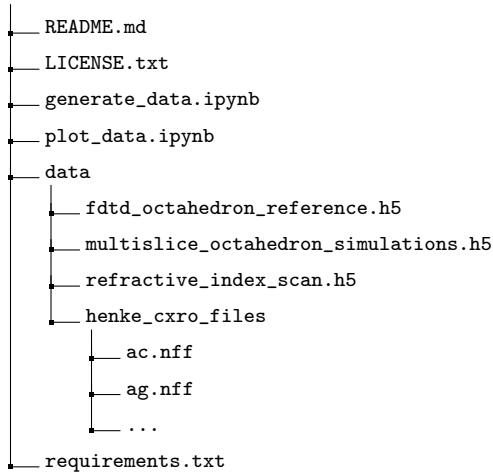 README.md
LICENSE.txt
generate_data.ipynb
plot_data.ipynb
data
fdtd_octahedron_reference.h5
multislice_octahedron_simulations.h5
refractive_index_scan.h5
henke_cxro_files
ac.nff
ag.nff
...
requirements.txt